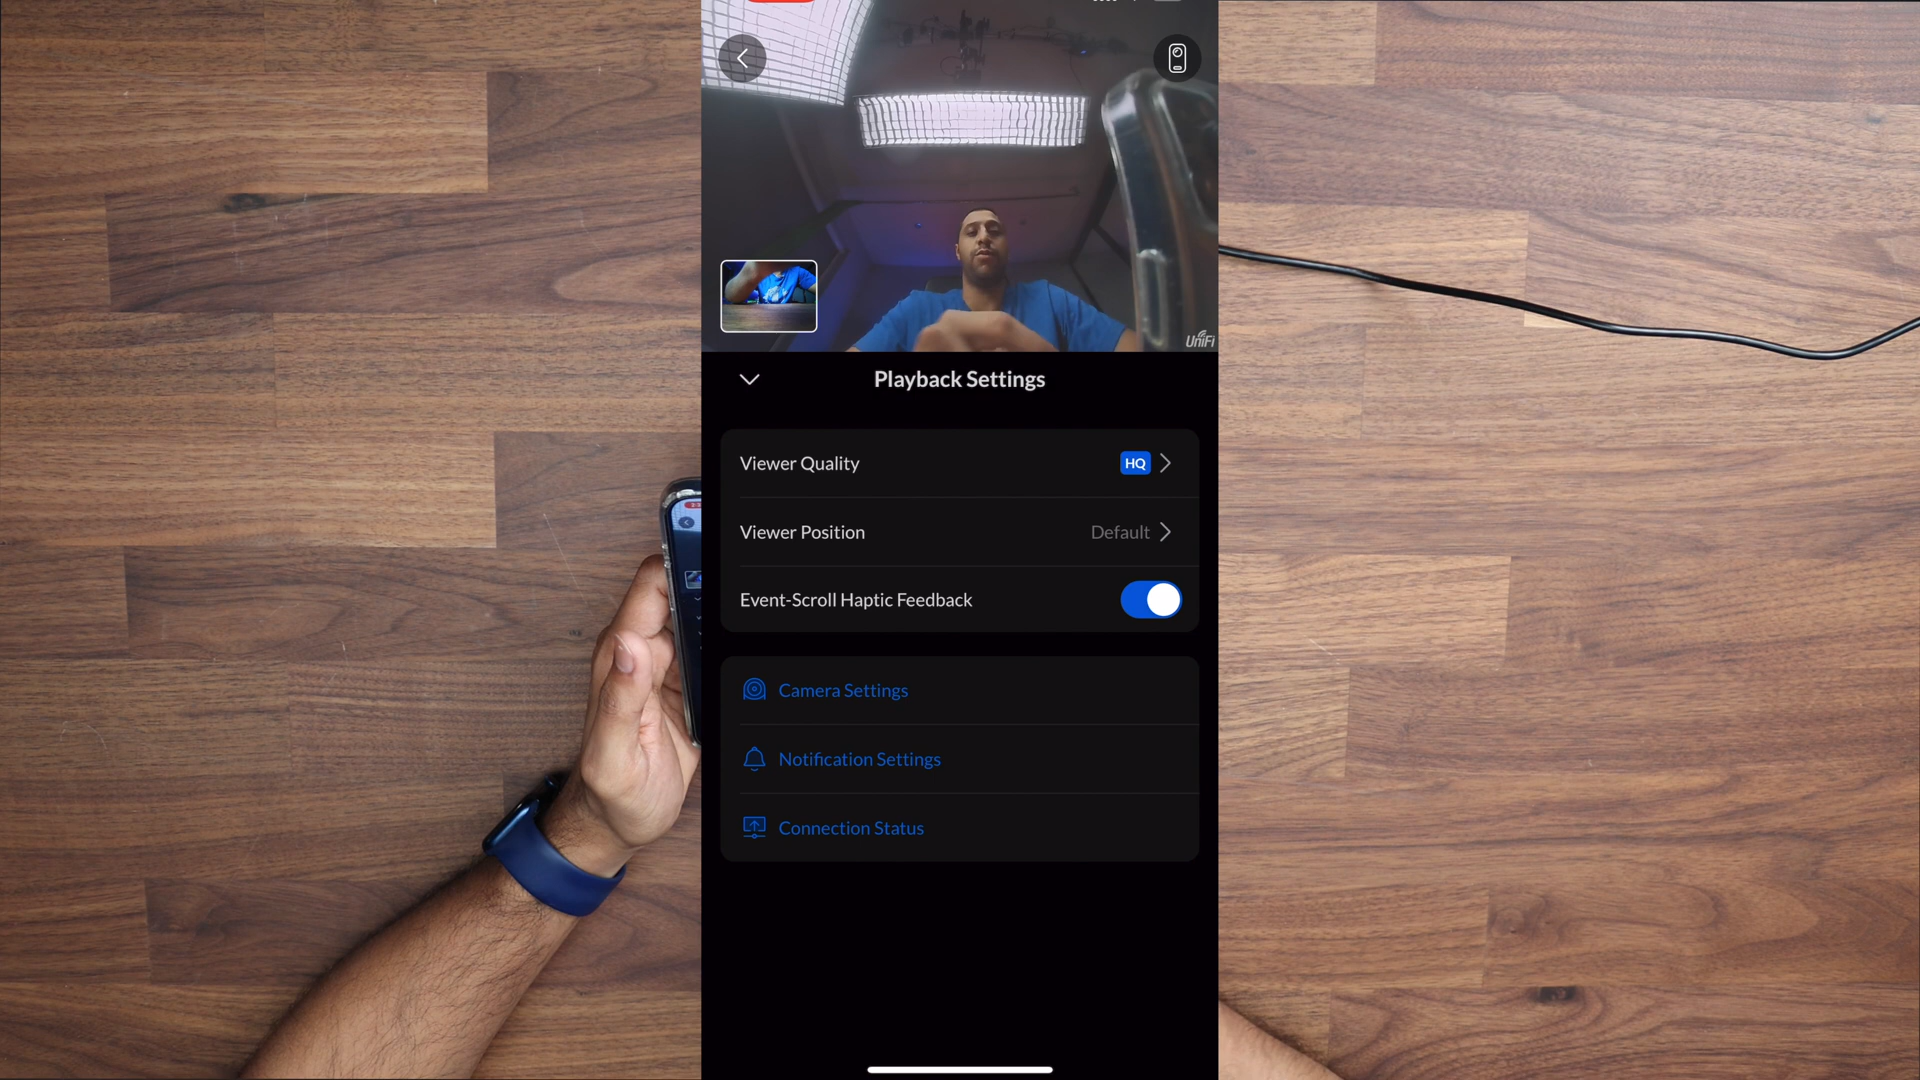 UniFi
Playback Settings
Viewer Quality
HQ
Viewer Position
Default
Event-Scroll Haptic Feedback
Camera Settings
Notification Settings
Connection Status